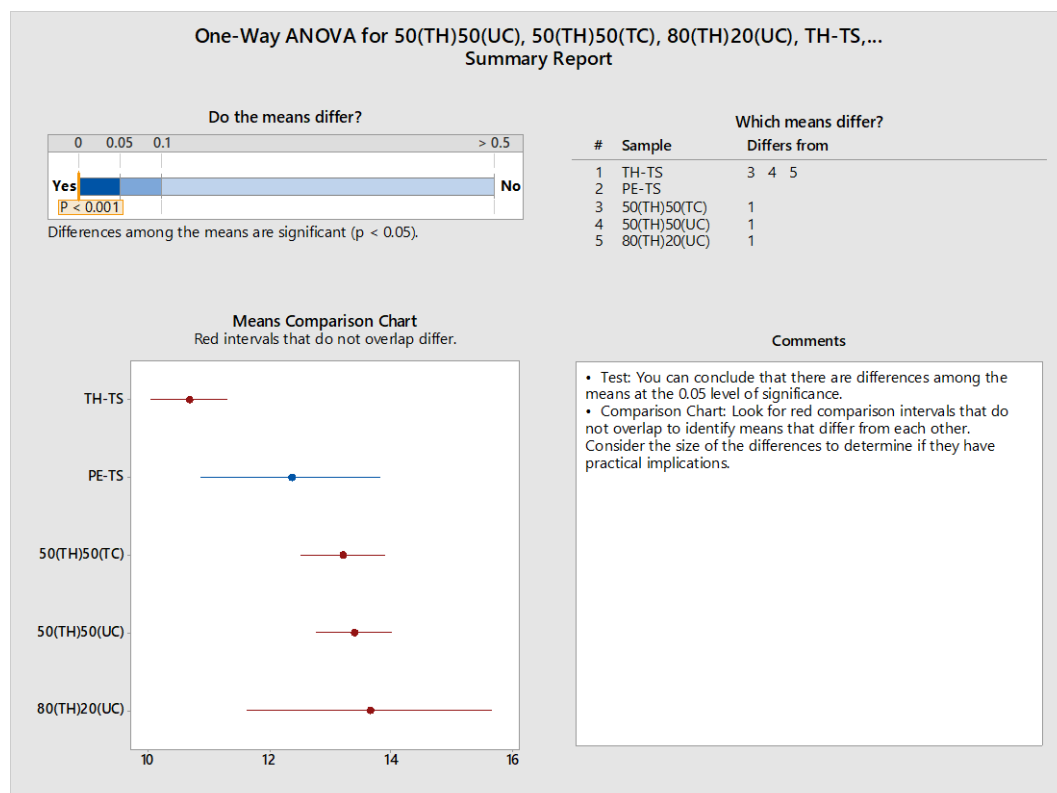 One-Way ANOVA for 50(TH)50(UC), 50(TH)50(TC), 80(TH)20(UC), TH-TS,...
Summary Report
Do the means differ?
0 0.05 0.1 > 0.5
Yes No
P < 0.001
Differences among the means are significant (p < 0.05).
Which means differ?
# Sample Differs from
1 TH-TS 3 4 5
2 PE-TS
3 50(TH)50(TC) 1
4 50(TH)50(UC) 1
5 80(TH)20(UC) 1
Means Comparison Chart
Red intervals that do not overlap differ.
TH-TS
PE-TS
50(TH)50(TC)
50(TH)50(UC)
80(TH)20(UC)
10 12 14 16
Comments
• Test: You can conclude that there are differences among the
means at the 0.05 level of significance.
• Comparison Chart: Look for red comparison intervals that do
not overlap to identify means that differ from each other.
Consider the size of the differences to determine if they have
practical implications.